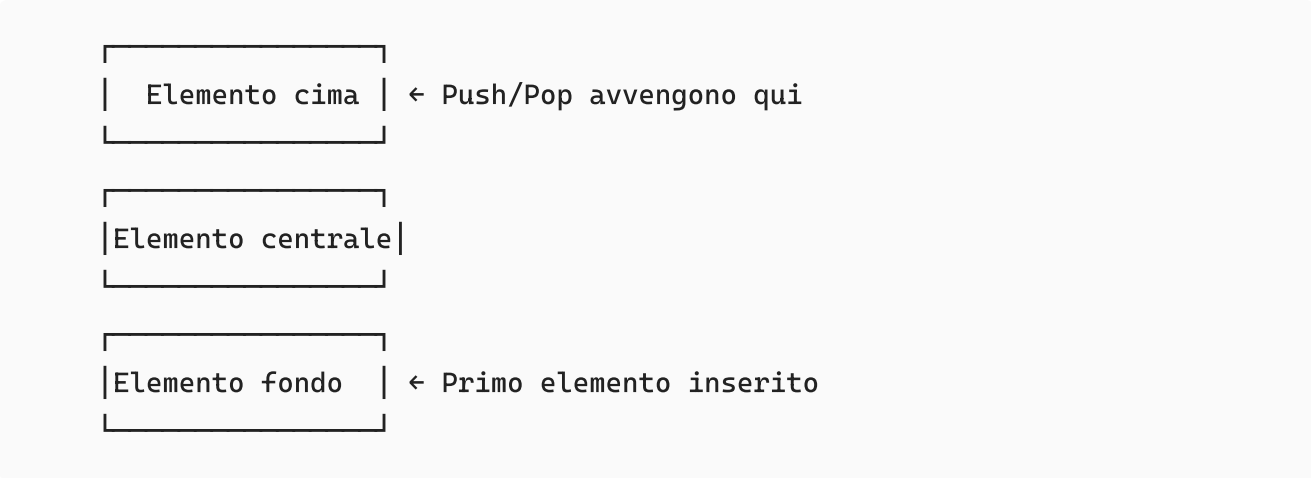 Elemento cima ← Push/Pop avvengono qui
Elemento centrale
Elemento fondo ← Primo elemento inserito